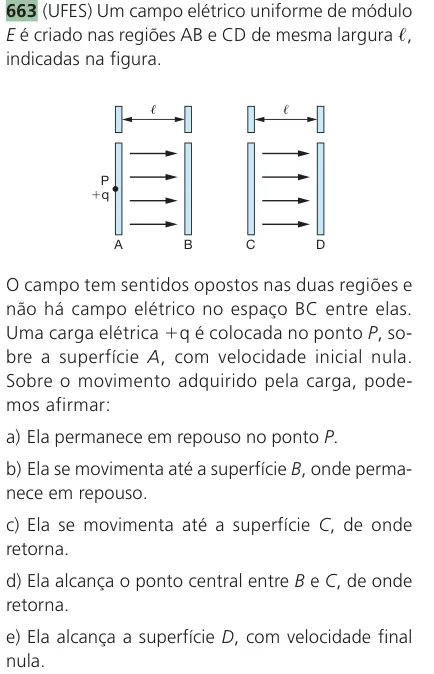 663 (UFES) Um campo elétrico uniforme de módulo
E é criado nas regiões AB e CD de mesma largura ℓ,
indicadas na figura.
ℓ ℓ
P
+q
A B C D
O campo tem sentidos opostos nas duas regiões e
não há campo elétrico no espaço BC entre elas.
Uma carga elétrica +q é colocada no ponto P, so-
bre a superfície A, com velocidade inicial nula.
Sobre o movimento adquirido pela carga, pode-
mos afirmar:
a) Ela permanece em repouso no ponto P.
b) Ela se movimenta até a superfície B, onde perma-
nece em repouso.
c) Ela se movimenta até a superfície C, de onde
retorna.
d) Ela alcança o ponto central entre B e C, de onde
retorna.
e) Ela alcança a superfície D, com velocidade final
nula.